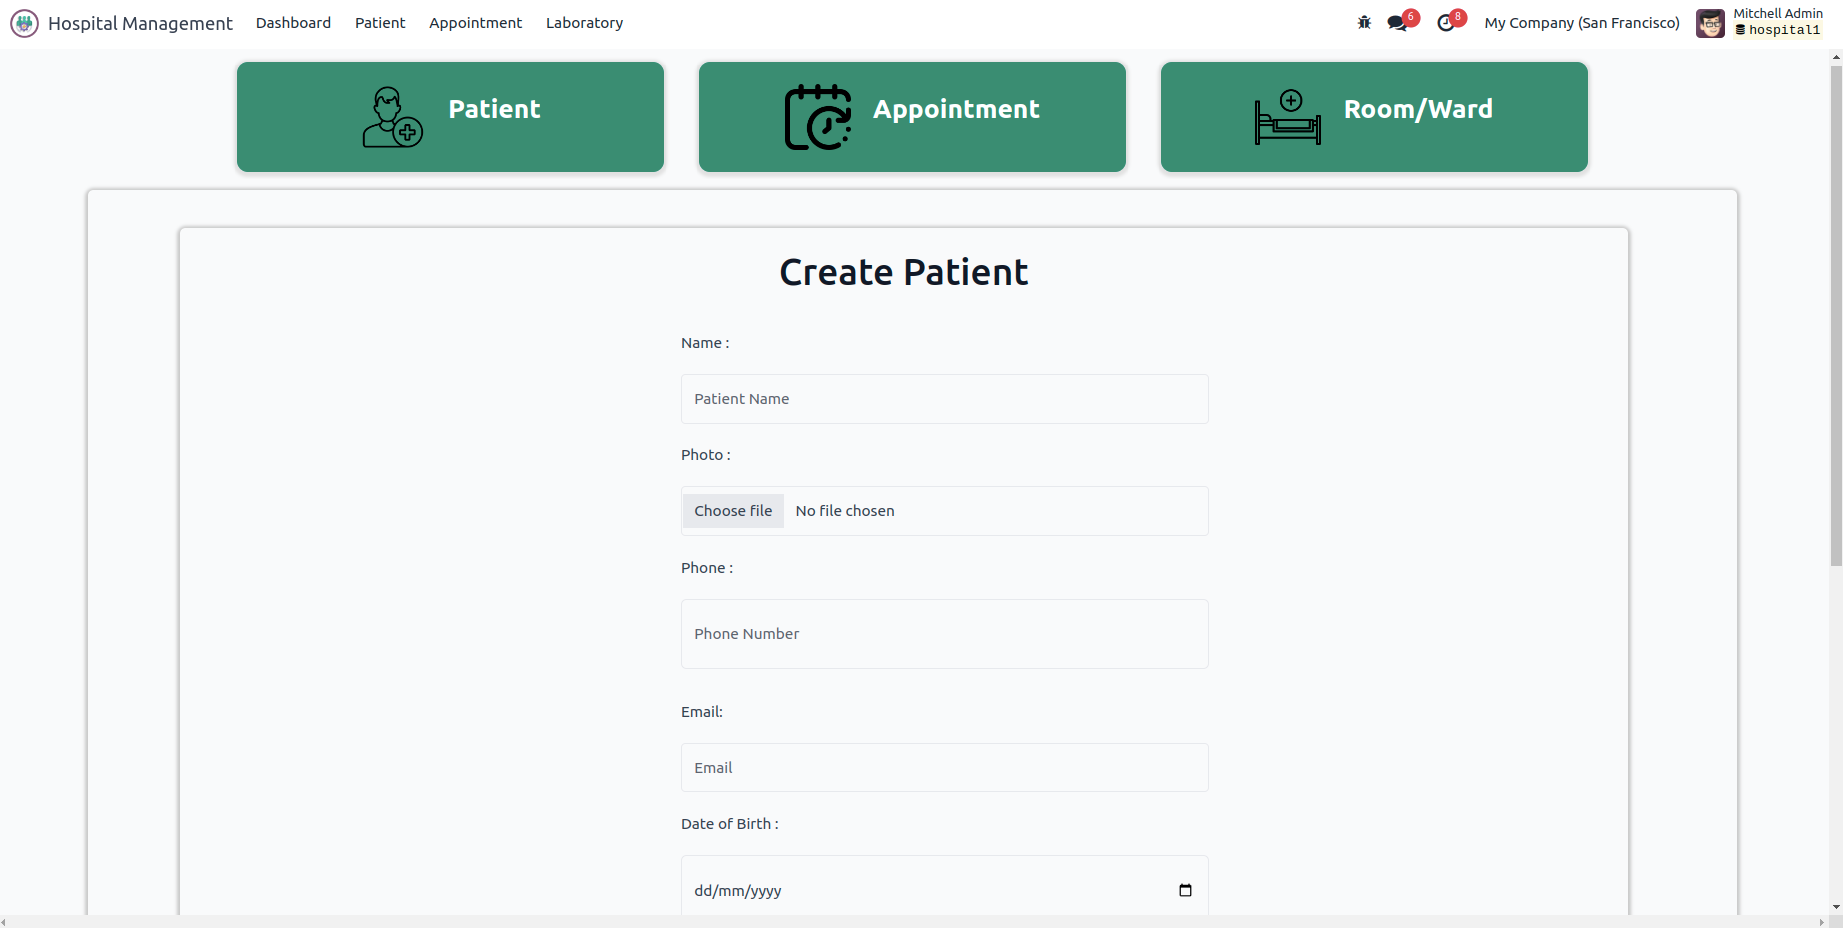 Hospital Management Dashboard Patient Appointment Laboratory 6 8 My Company (San Francisco) Mitchell Admin
hospital1
Patient Appointment Room/Ward
Create Patient
Name :
Patient Name
Photo :
Choose file No file chosen
Phone :
Phone Number
Email:
Email
Date of Birth :
dd/mm/yyyy